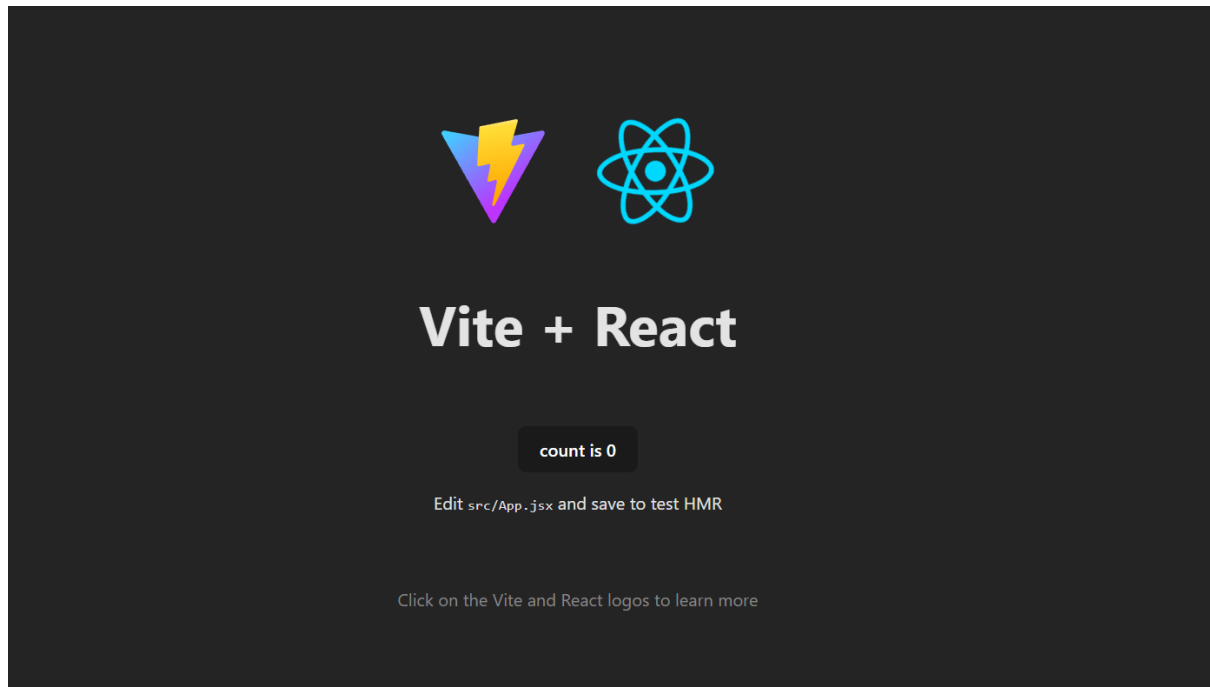 Vite + React
count is 0
Edit src/App.jsx and save to test HMR
Click on the Vite and React logos to learn more